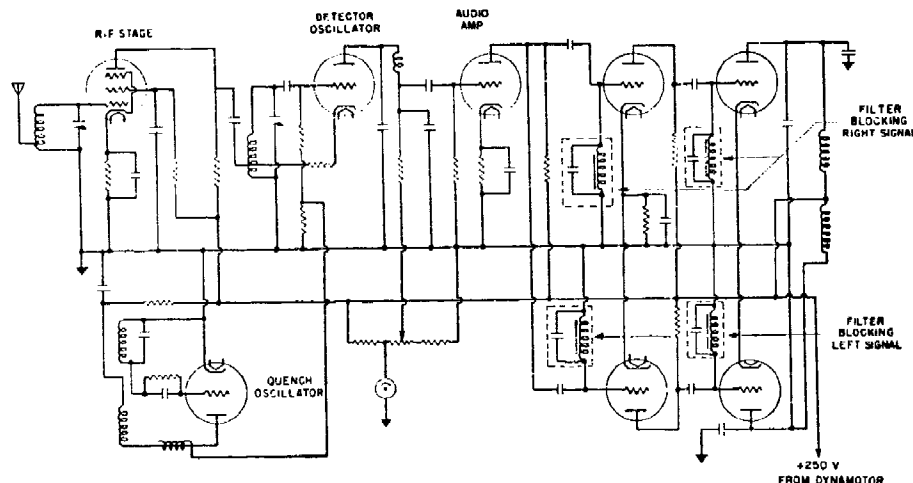 R-F STAGE
DETECTOR
OSCILLATOR
AUDIO
AMP
FILTER
BLOCKING
RIGHT SIGNAL
QUENCH
OSCILLATOR
FILTER
BLOCKING
LEFT SIGNAL
+250 V
FROM DYNAMOTOR